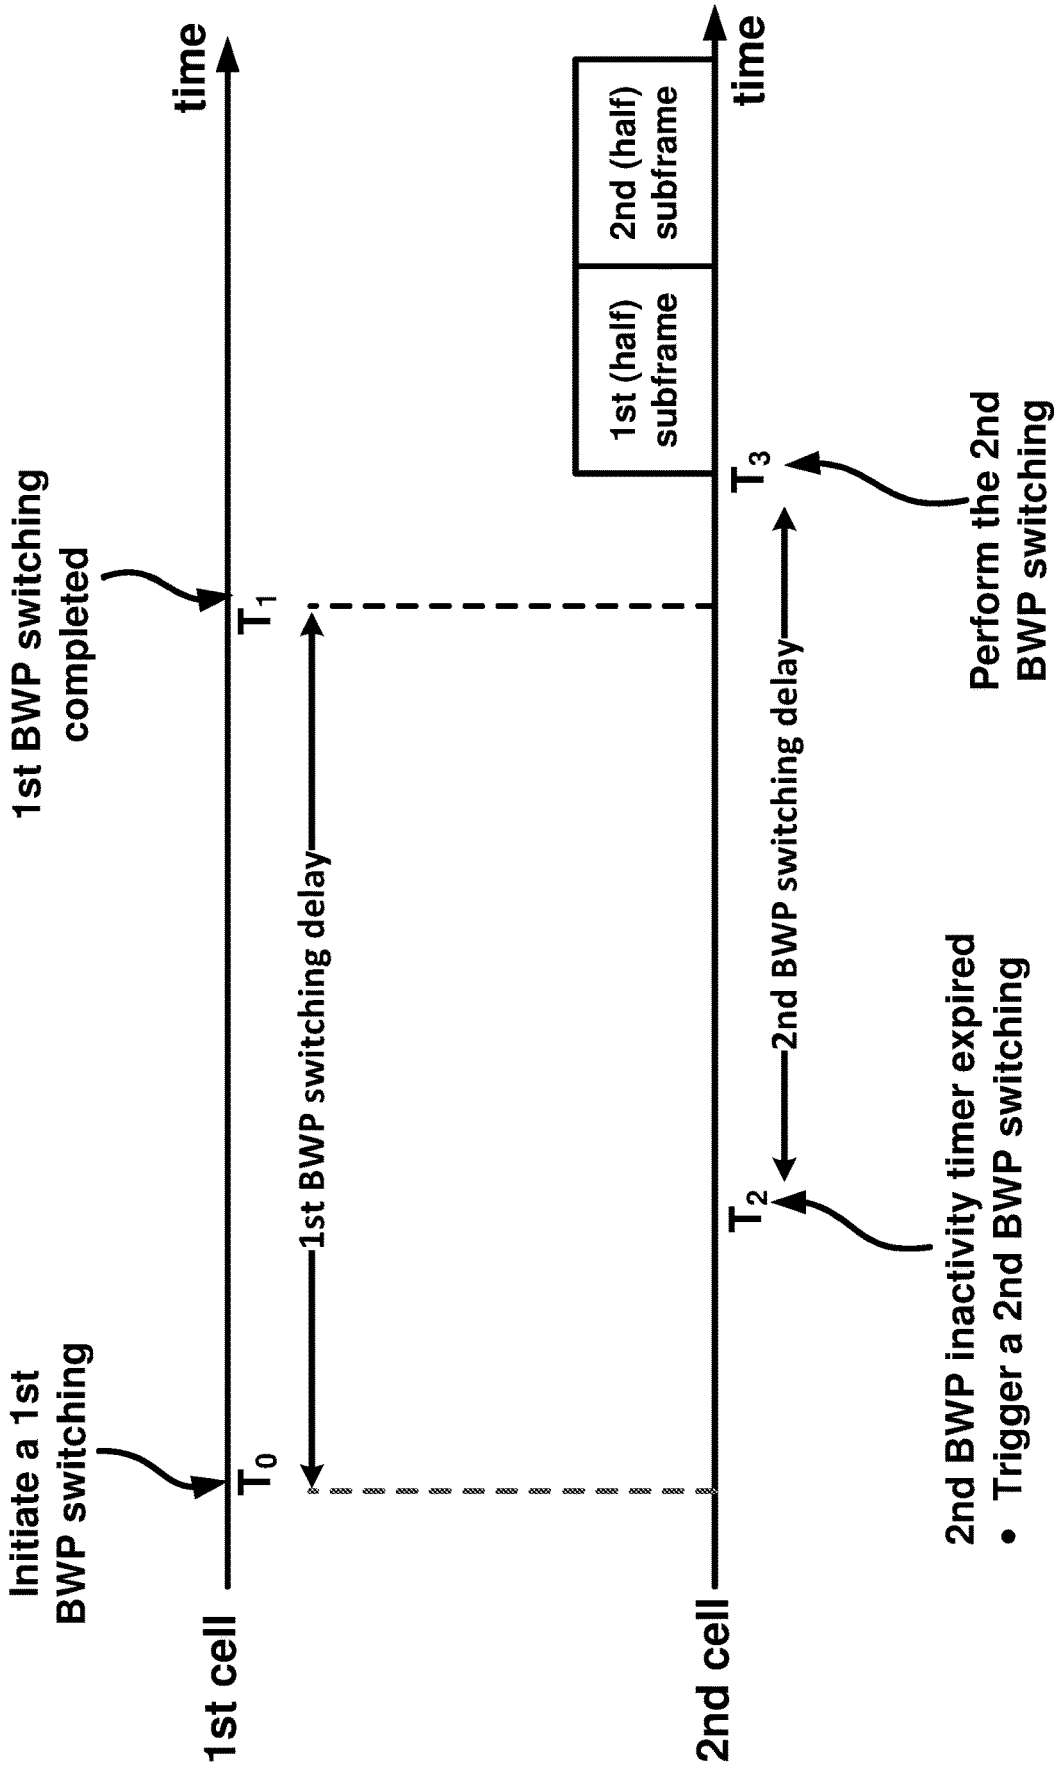 Initiate a 1st
BWP switching
1st BWP switching
completed
1st cell
time
T0
T1
1st BWP switching delay
1st (half)
subframe
2nd (half)
subframe
2nd cell
time
T2
T3
2nd BWP switching delay
2nd BWP inactivity timer expired
• Trigger a 2nd BWP switching
Perform the 2nd
BWP switching